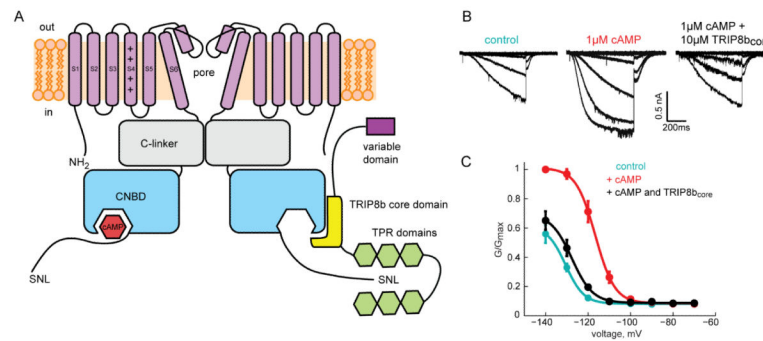 A
out
in
S1
S2
S3
S4
S5
S6
+
+
+
+
pore
C-linker
NH2
variable
domain
CNBD
cAMP
TRIP8b core domain
TPR domains
SNL
SNL
B
control
1μM cAMP
1μM cAMP +
10μM TRIP8bcore
0.5 nA
200ms
C
control
+ cAMP
+ cAMP and TRIP8bcore
G/Gmax
1
0.8
0.6
0.4
0.2
0
−140
−120
−100
−80
−60
voltage, mV